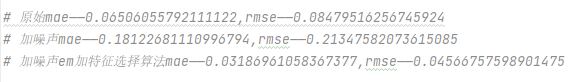 # 原始mae——0.06506055792111122,rmse——0.08479516256745924
# 加噪声mae——0.18122681110996794,rmse——0.21347582073615085
# 加噪声em加特征选择算法mae——0.03186961058367377,rmse——0.04566757598901475